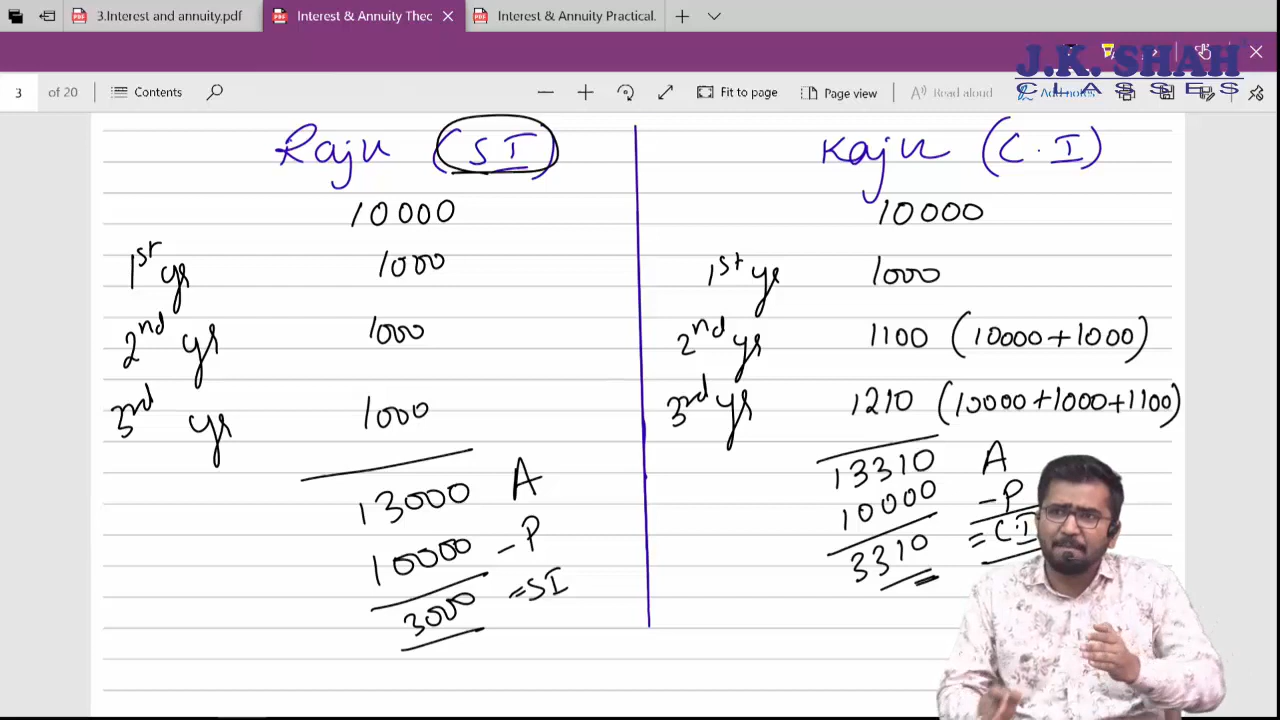 3.Interest and annuity.pdf
Interest & Annuity Thec
Interest & Annuity Practical.
3 of 20
Contents
Fit to page
Page view
Read aloud
Add notes
J.K. SHAH
CLASSES
Raju (SI)
10000
1st yr 1000
2nd yr 1000
3rd yr 1000
13000 A
10000 - P
3000 = SI
Kaju (C.I)
10000
1st yr 1000
2nd yr 1100 (10000+1000)
3rd yr 1210 (10000+1000+1100)
13310 A
10000 - P
3310 = C.I